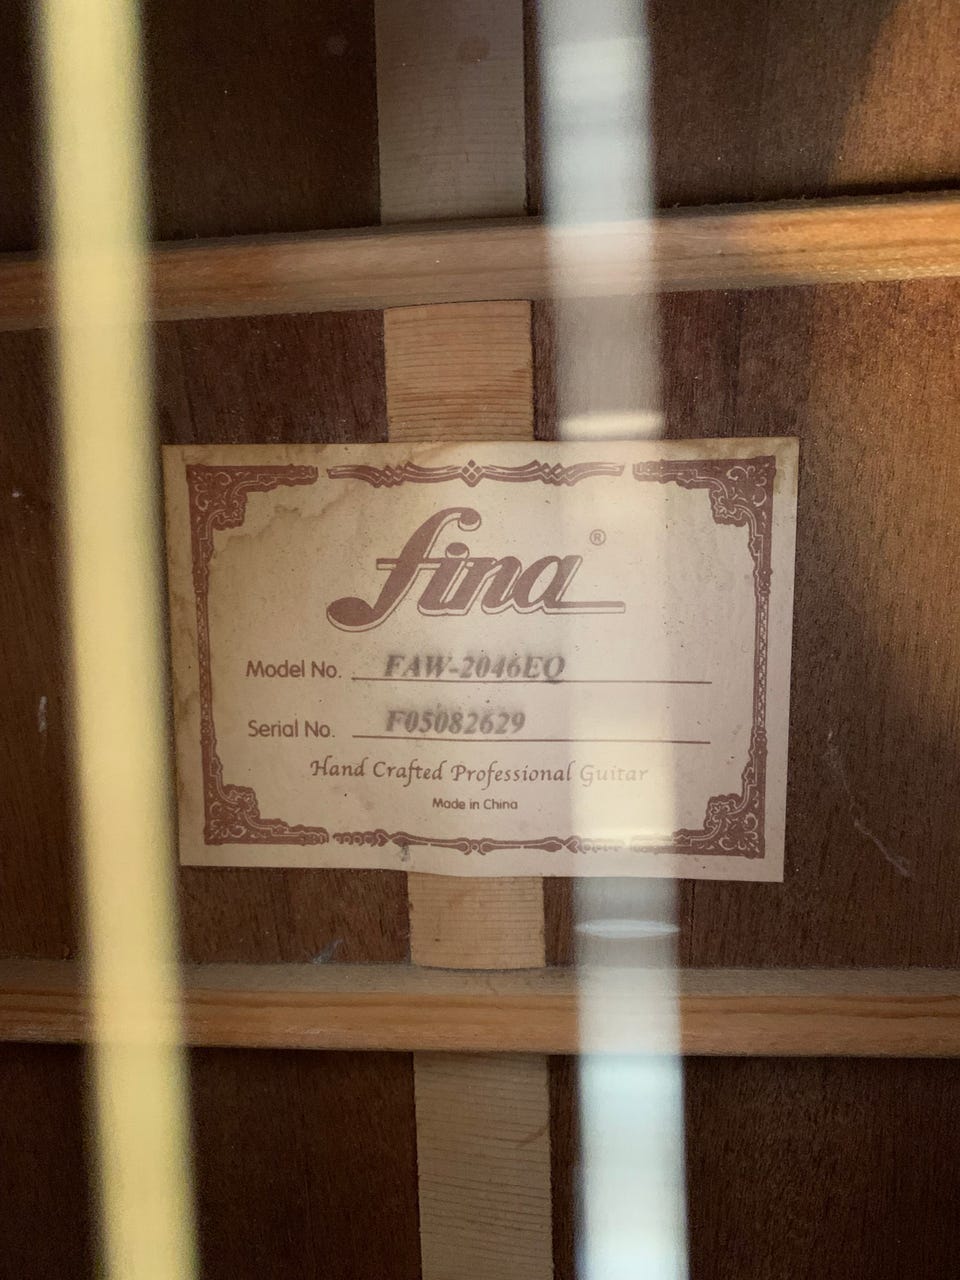 fina®
Model No. FAW-2046EQ
Serial No. F05082629
Hand Crafted Professional Guitar
Made in China